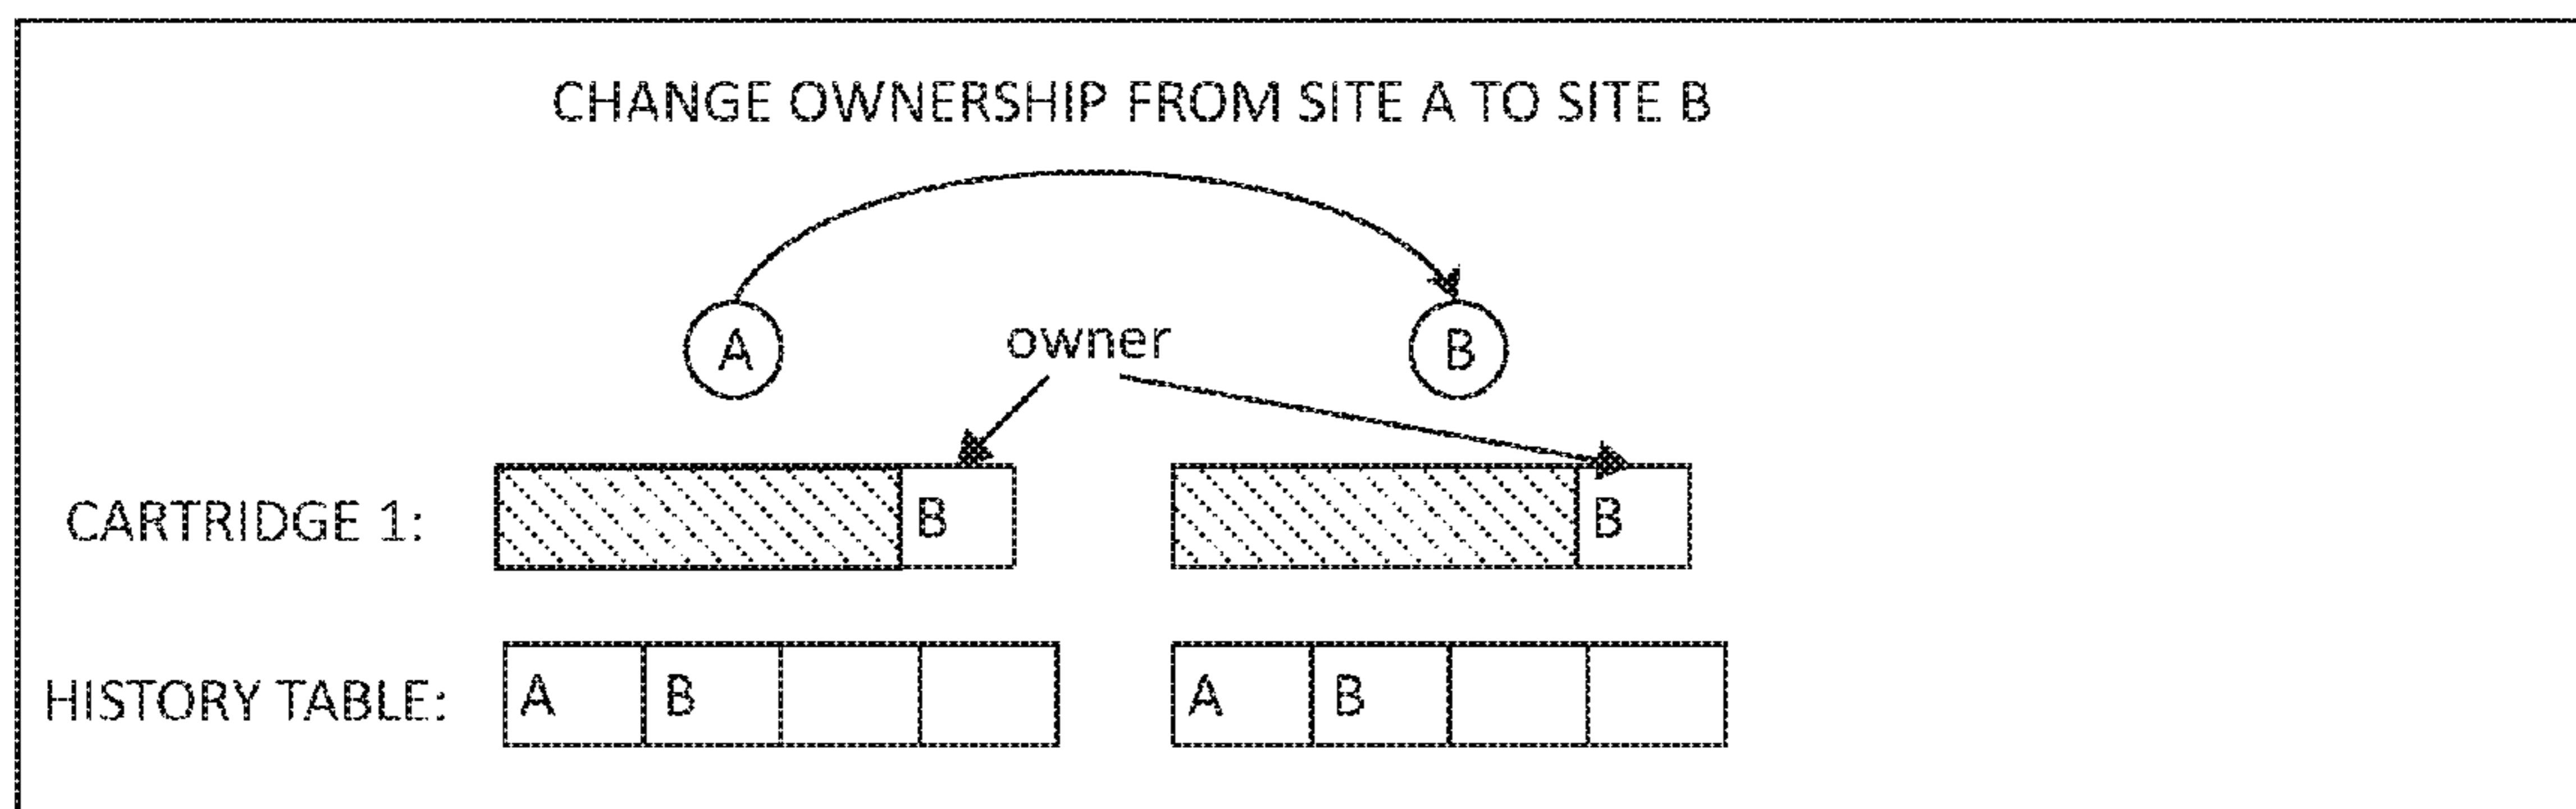 CHANGE OWNERSHIP FROM SITE A TO SITE B
A owner B
CARTRIDGE 1: B B
HISTORY TABLE: A B A B